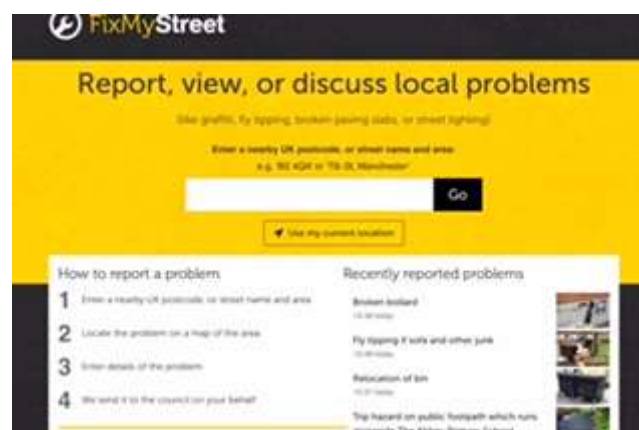 FixMyStreet
Report, view, or discuss local problems
(like graffiti, fly tipping, broken paving slabs, or street lighting)
Enter a nearby UK postcode, or street name and area
Go
Use my current location
How to report a problem
1 Enter a nearby UK postcode, or street name and area
2 Locate the problem on a map of the area
3 Enter details of the problem
4 We send it to the council on your behalf
Recently reported problems
Broken bollard
Fly tipping if sofa and other junk
Relocation of bin
Trip hazard on public footpath which runs